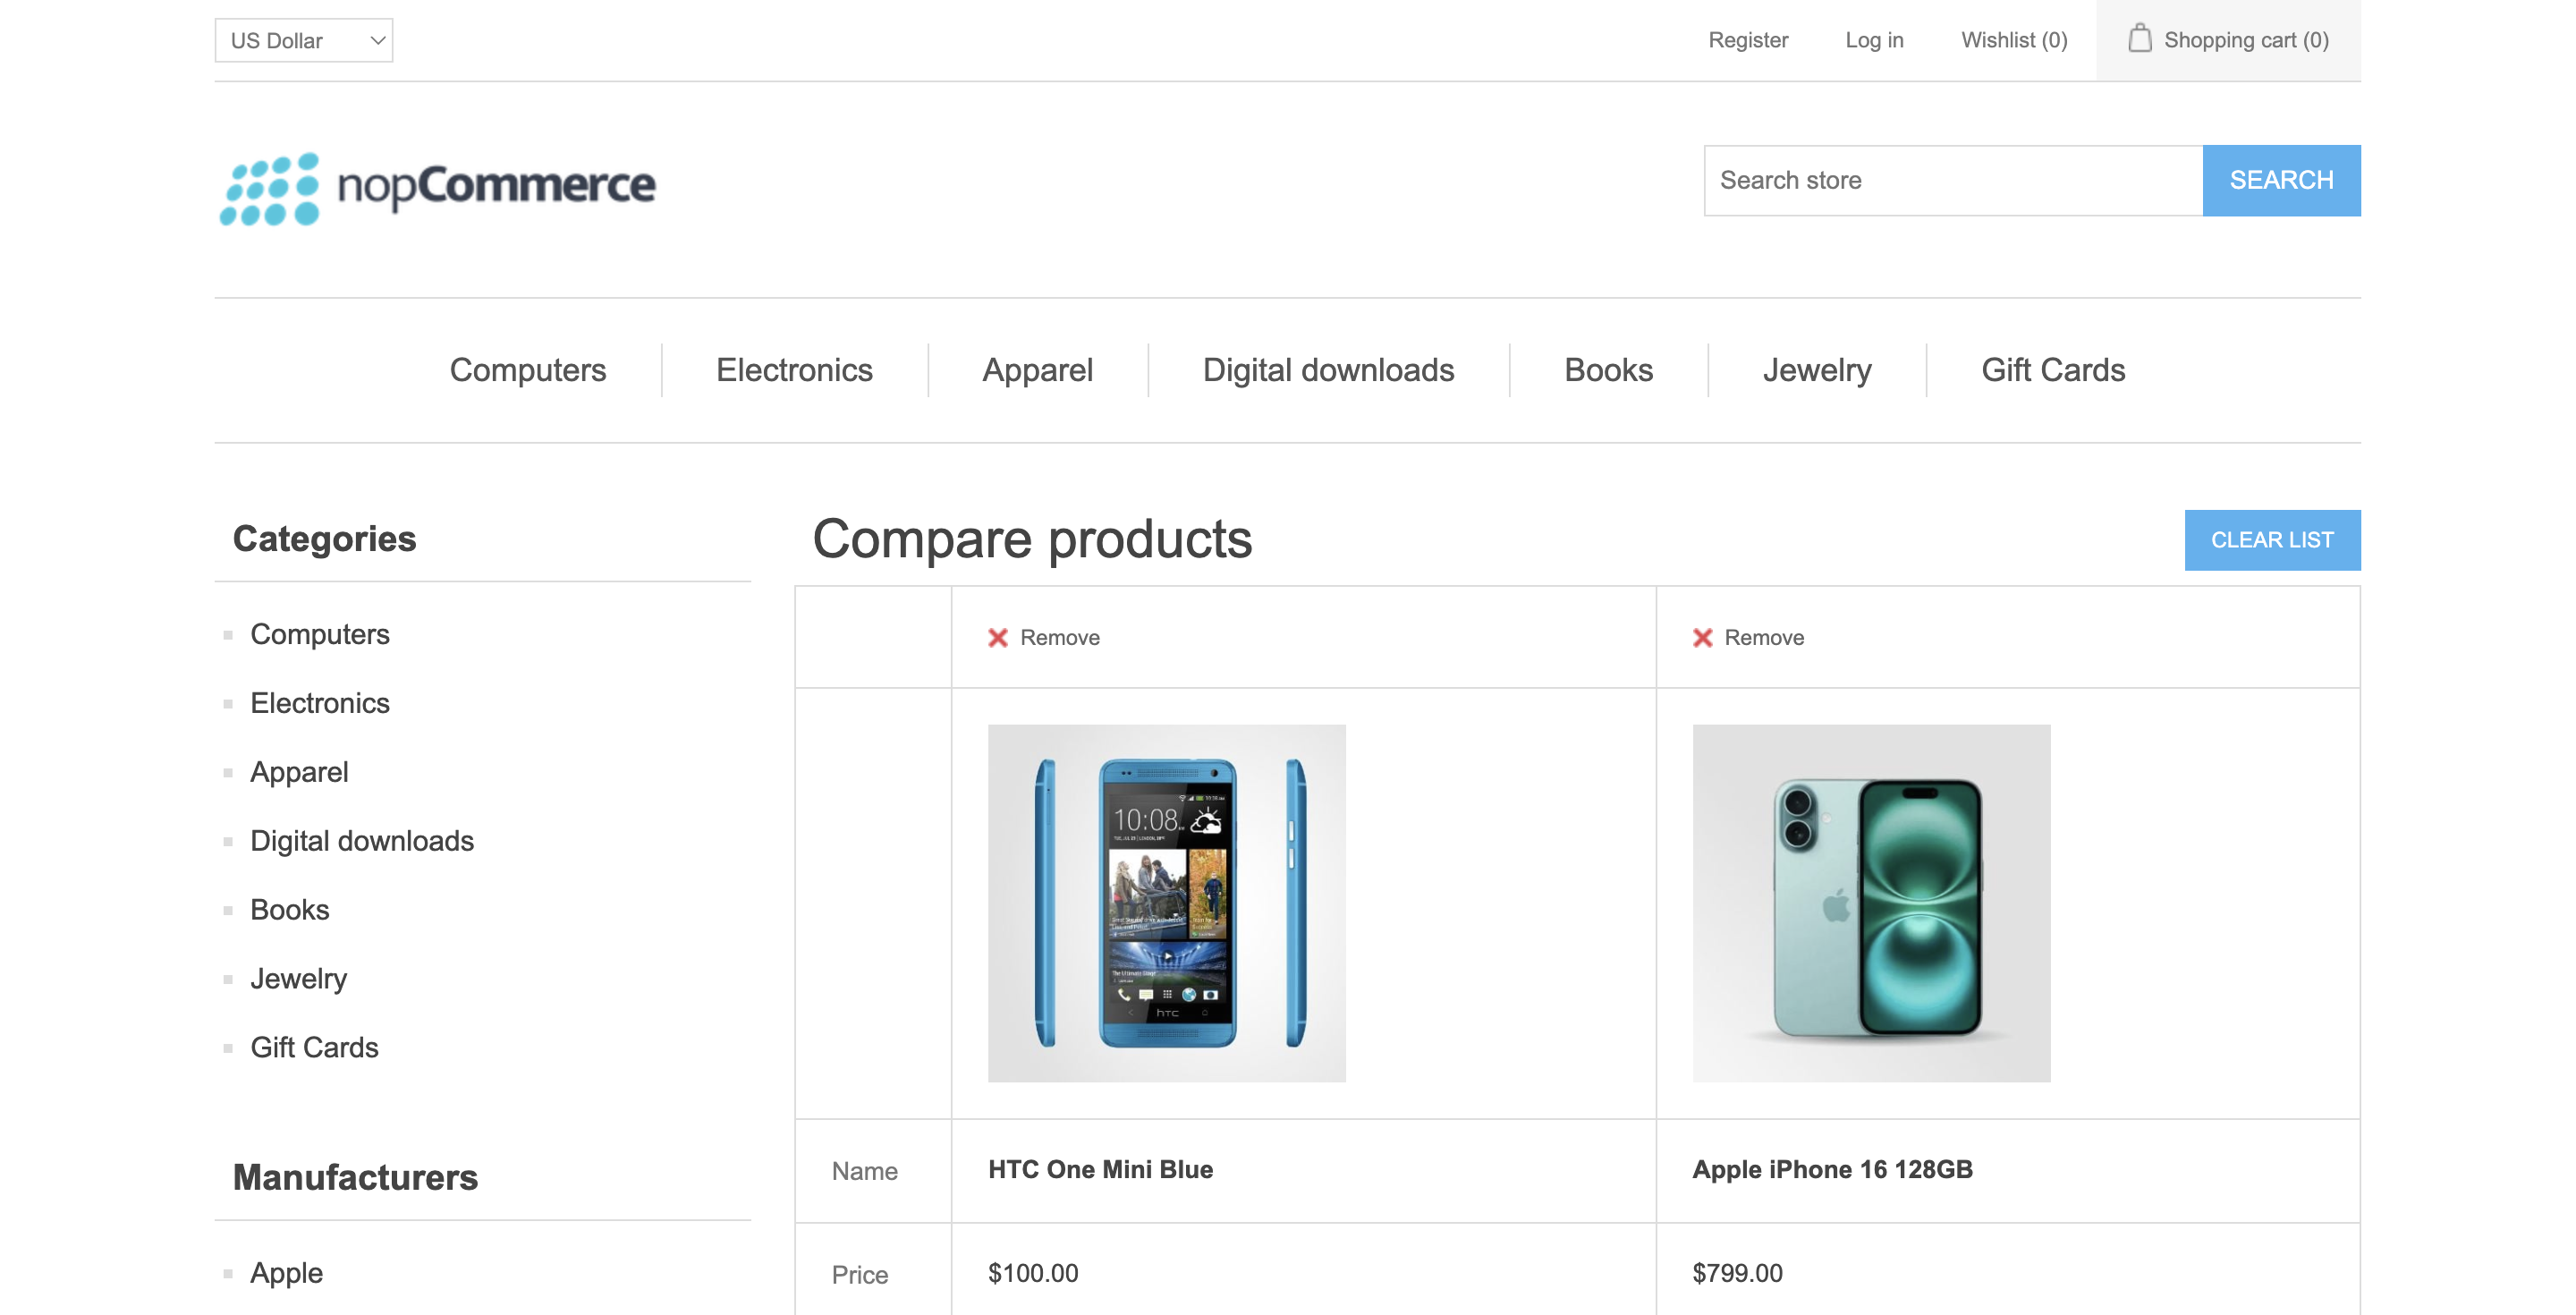 US Dollar
Register
Log in
Wishlist (0)
Shopping cart (0)
nopCommerce
Search store
SEARCH
Computers
Electronics
Apparel
Digital downloads
Books
Jewelry
Gift Cards
Categories
Computers
Electronics
Apparel
Digital downloads
Books
Jewelry
Gift Cards
Manufacturers
Apple
Compare products
CLEAR LIST
Remove
Remove
10:08
htc
Name
HTC One Mini Blue
Apple iPhone 16 128GB
Price
$100.00
$799.00